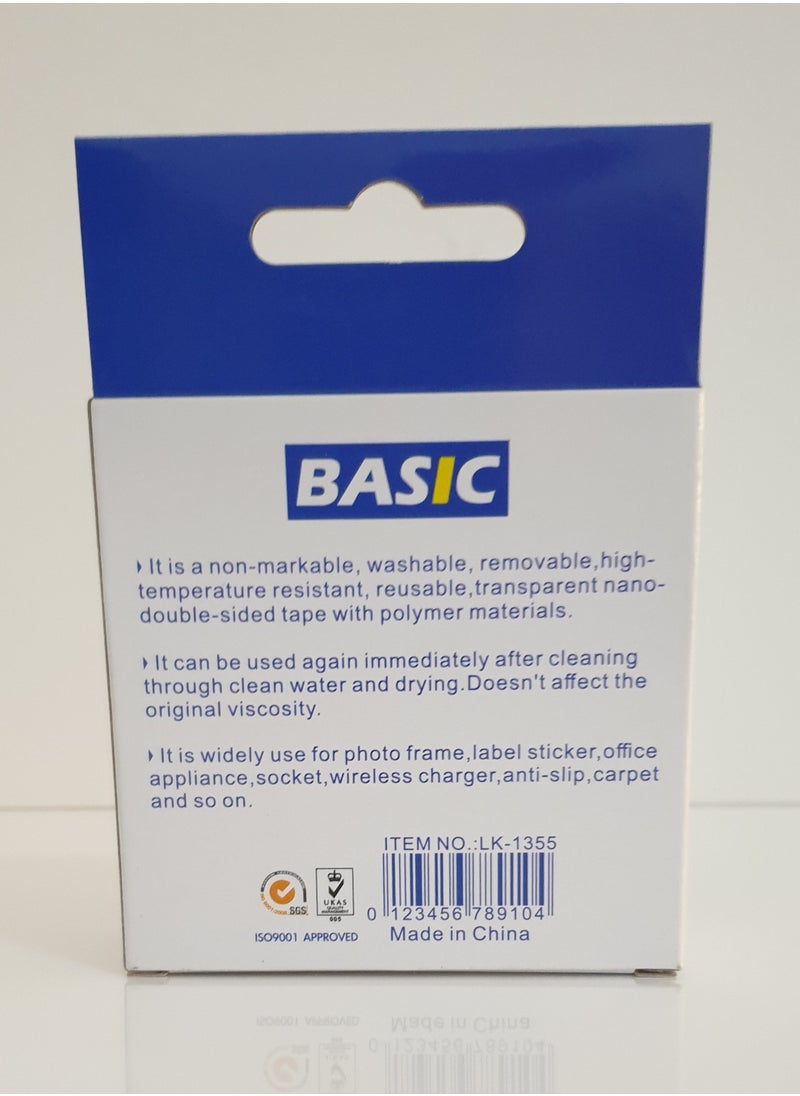 BASIC
It is a non-markable, washable, removable,high-
temperature resistant, reusable,transparent nano-
double-sided tape with polymer materials.
It can be used again immediately after cleaning
through clean water and drying.Doesn't affect the
original viscosity.
It is widely use for photo frame,label sticker,office
appliance,socket,wireless charger,anti-slip,carpet
and so on.
ITEM NO.:LK-1355
SGS
UKAS
QUALITY
MANAGEMENT
SGS
0 123456 789104
ISO9001 APPROVED
Made in China